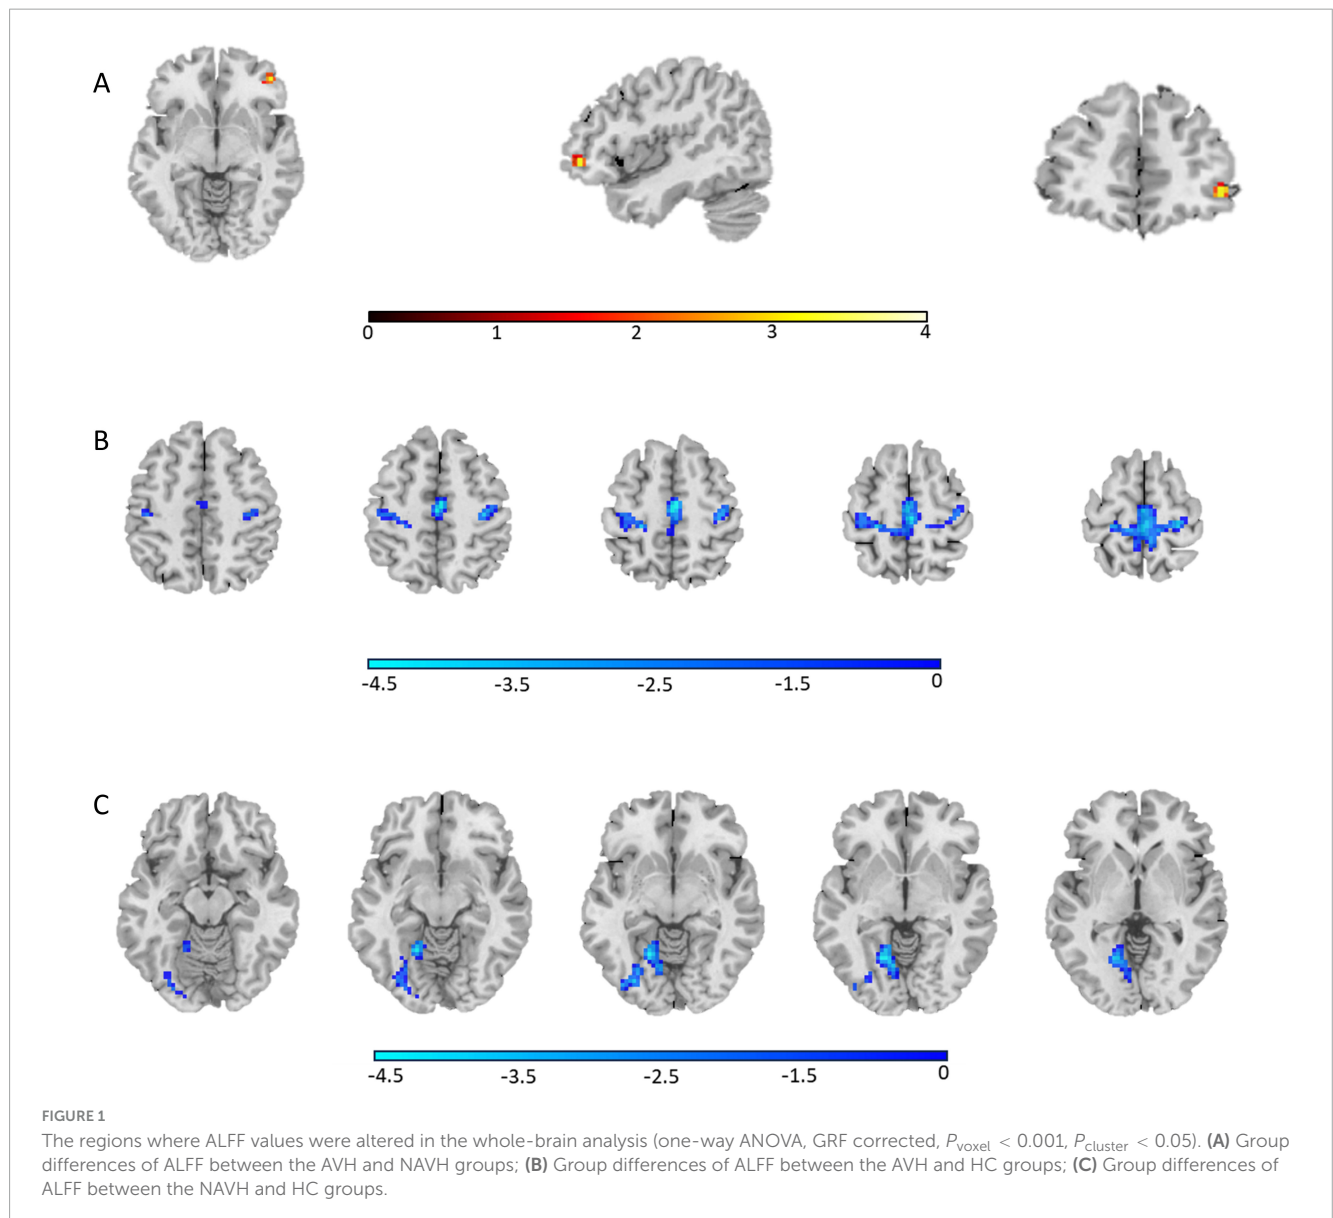 A
0 1 2 3 4
B
-4.5 -3.5 -2.5 -1.5 0
C
-4.5 -3.5 -2.5 -1.5 0
FIGURE 1
The regions where ALFF values were altered in the whole-brain analysis (one-way ANOVA, GRF corrected, Pvoxel < 0.001, Pcluster < 0.05). (A) Group
differences of ALFF between the AVH and NAVH groups; (B) Group differences of ALFF between the AVH and HC groups; (C) Group differences of
ALFF between the NAVH and HC groups.